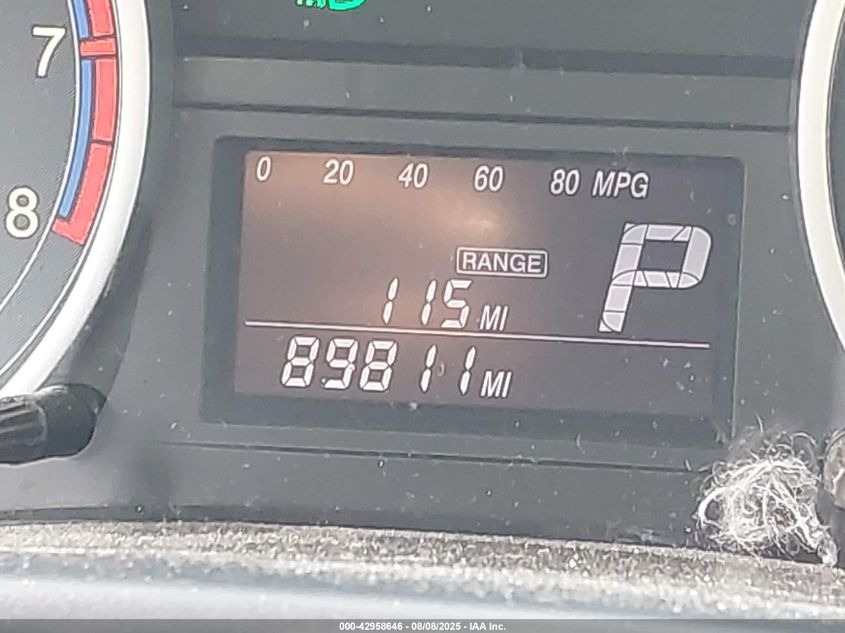 7
8
0 20 40 60 80 MPG
RANGE
P
115 MI
89811 MI
000-42958646 - 08/08/2025 - IAA Inc.